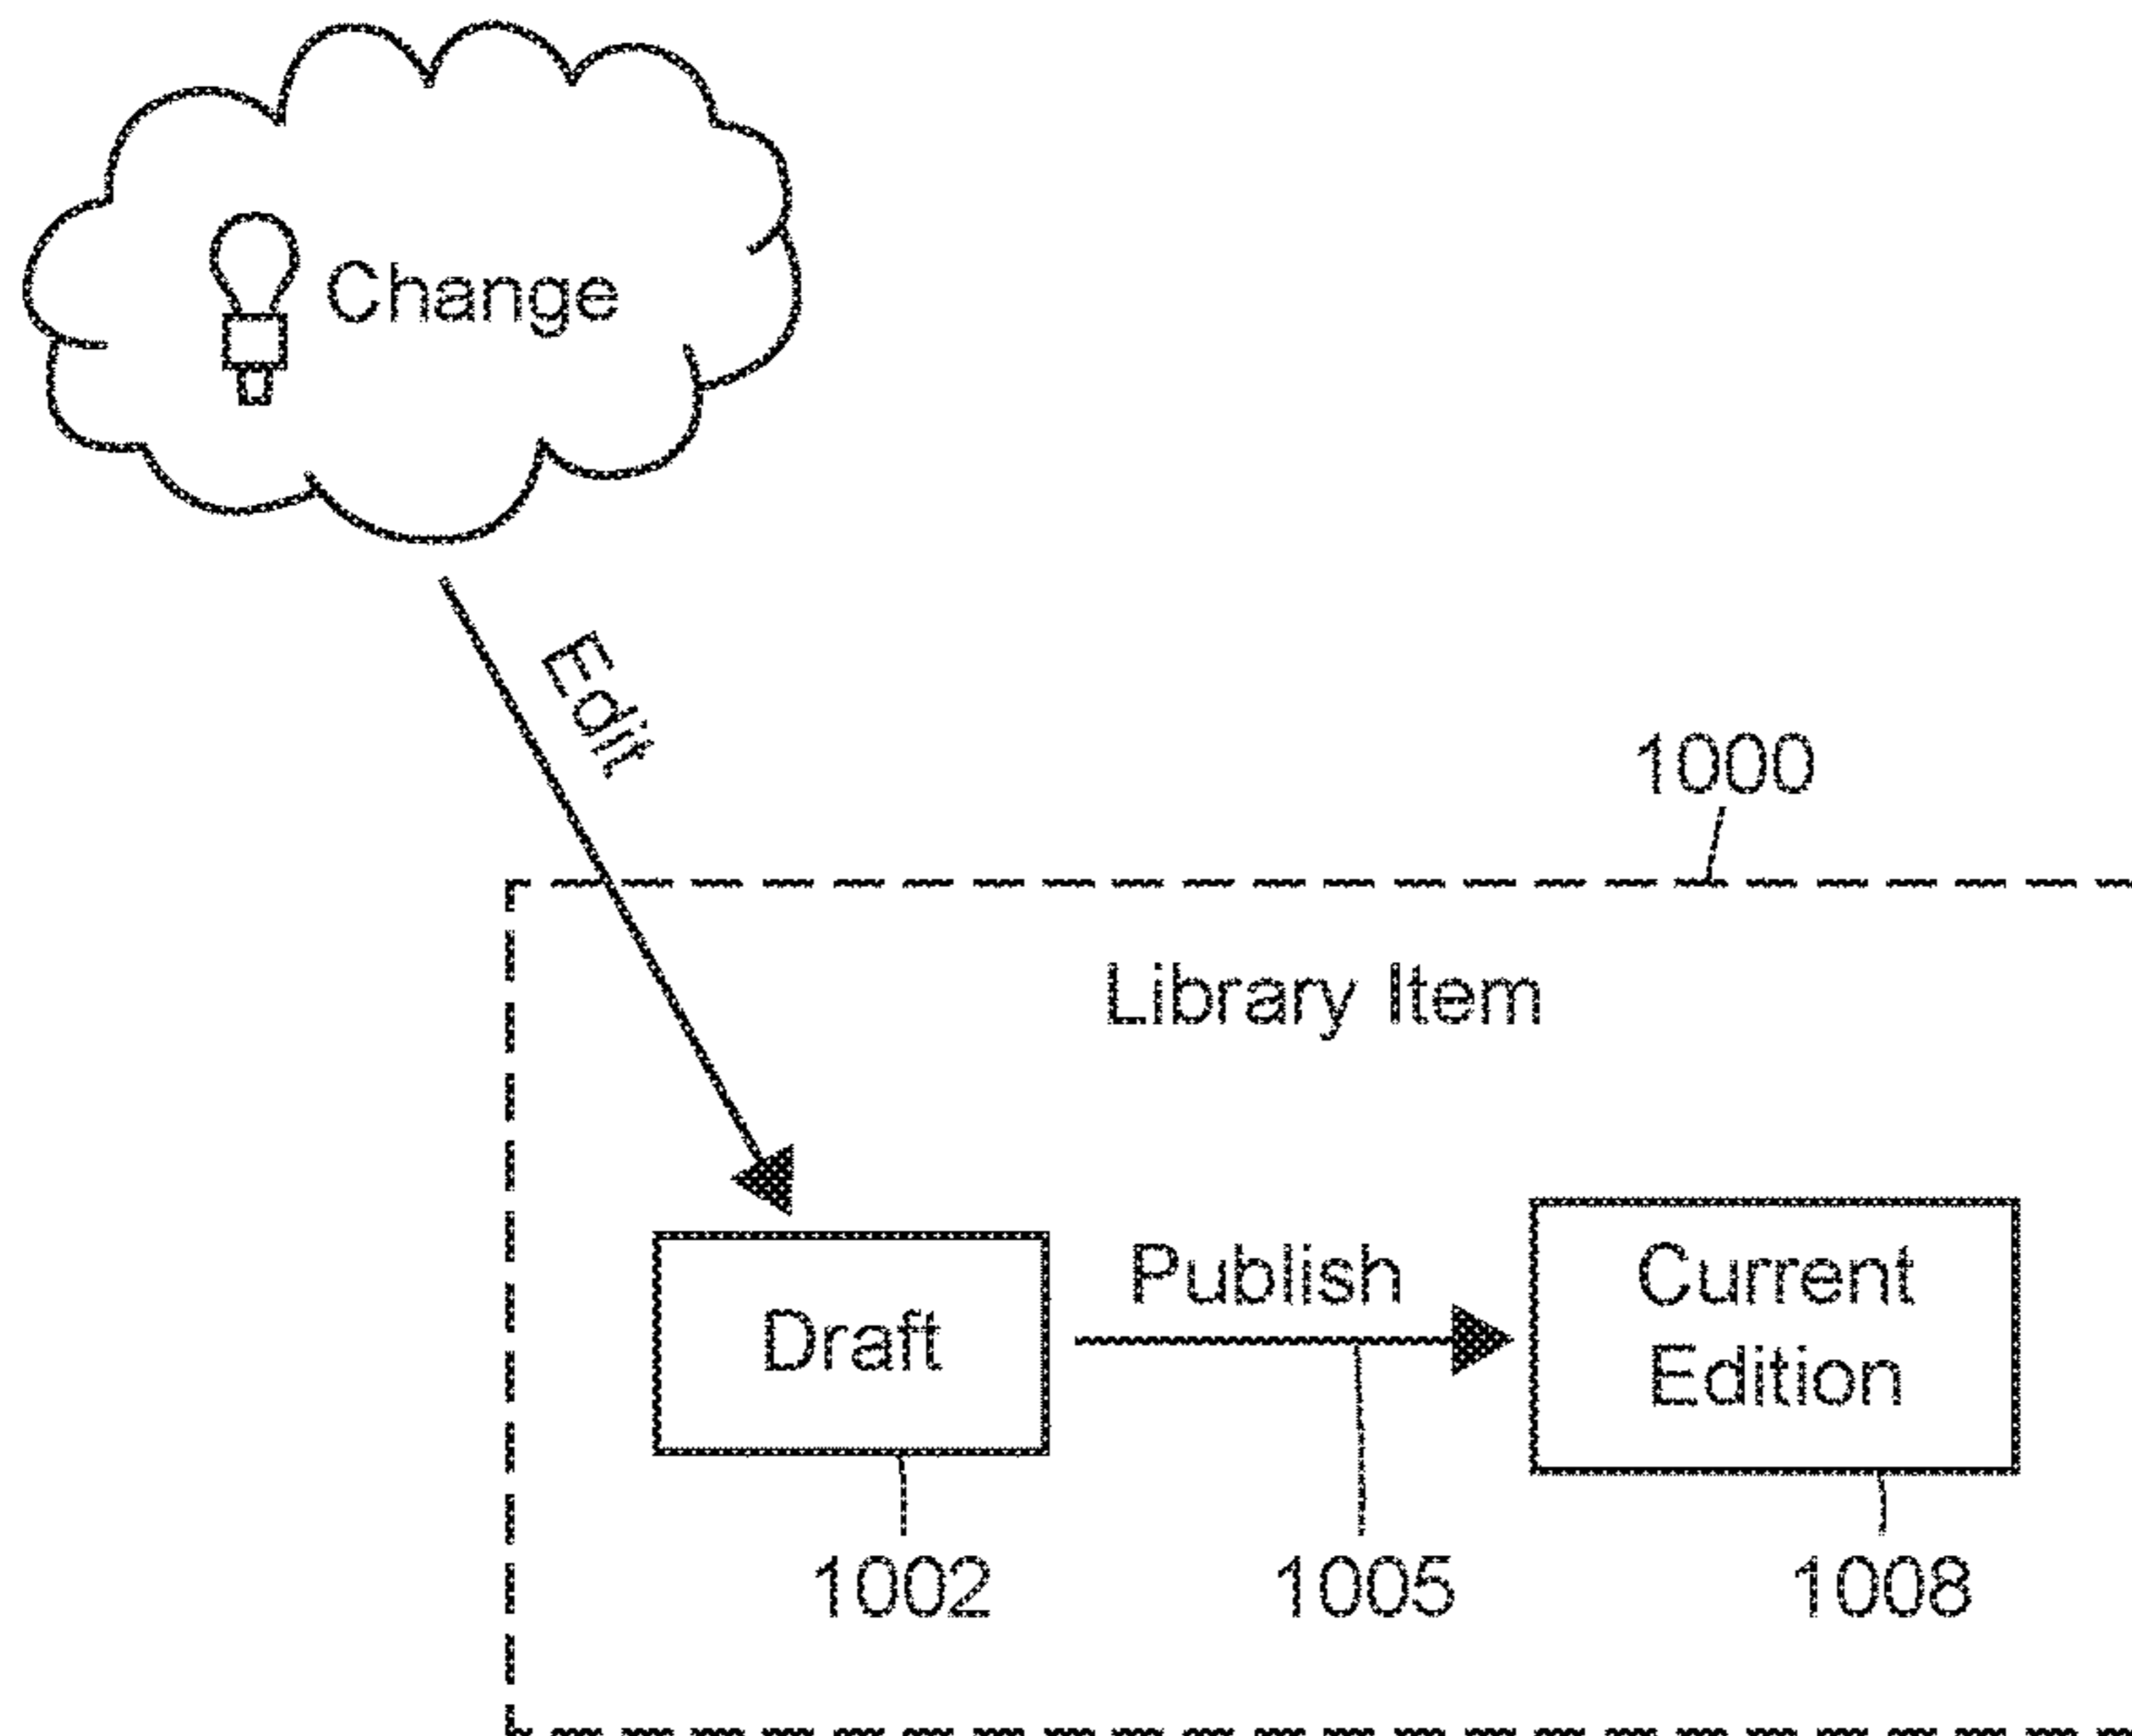 Change
Edit
1000
Library Item
Draft
Publish
Current
Edition
1002
1005
1008